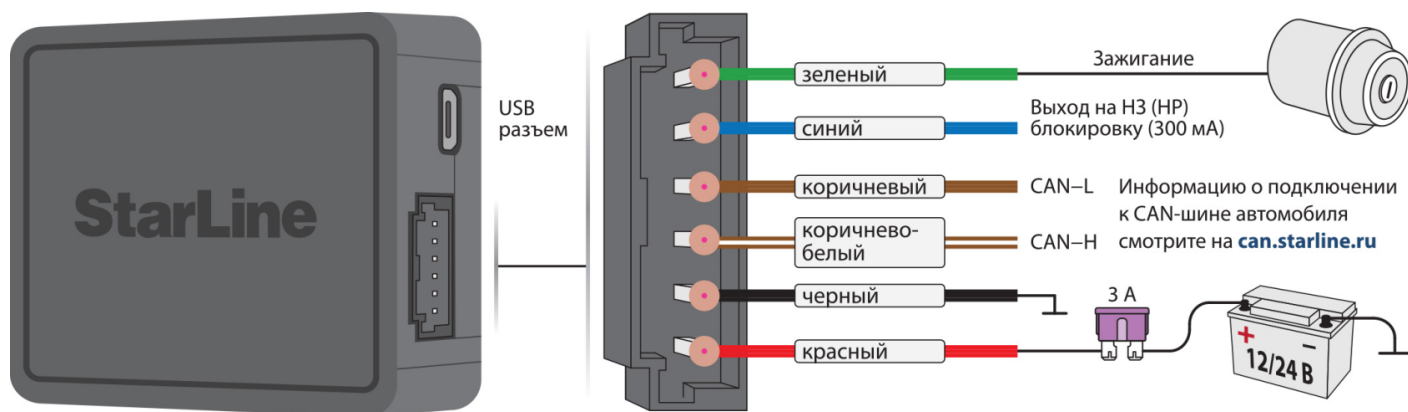 StarLine
USB
разъем
зеленый
Зажигание
синий
Выход на НЗ (НР)
блокировку (300 мА)
коричневый
CAN–L
Информацию о подключении
к CAN-шине автомобиля
смотрите на can.starline.ru
коричнево-
белый
CAN–H
черный
3 А
красный
+ –
12/24 В